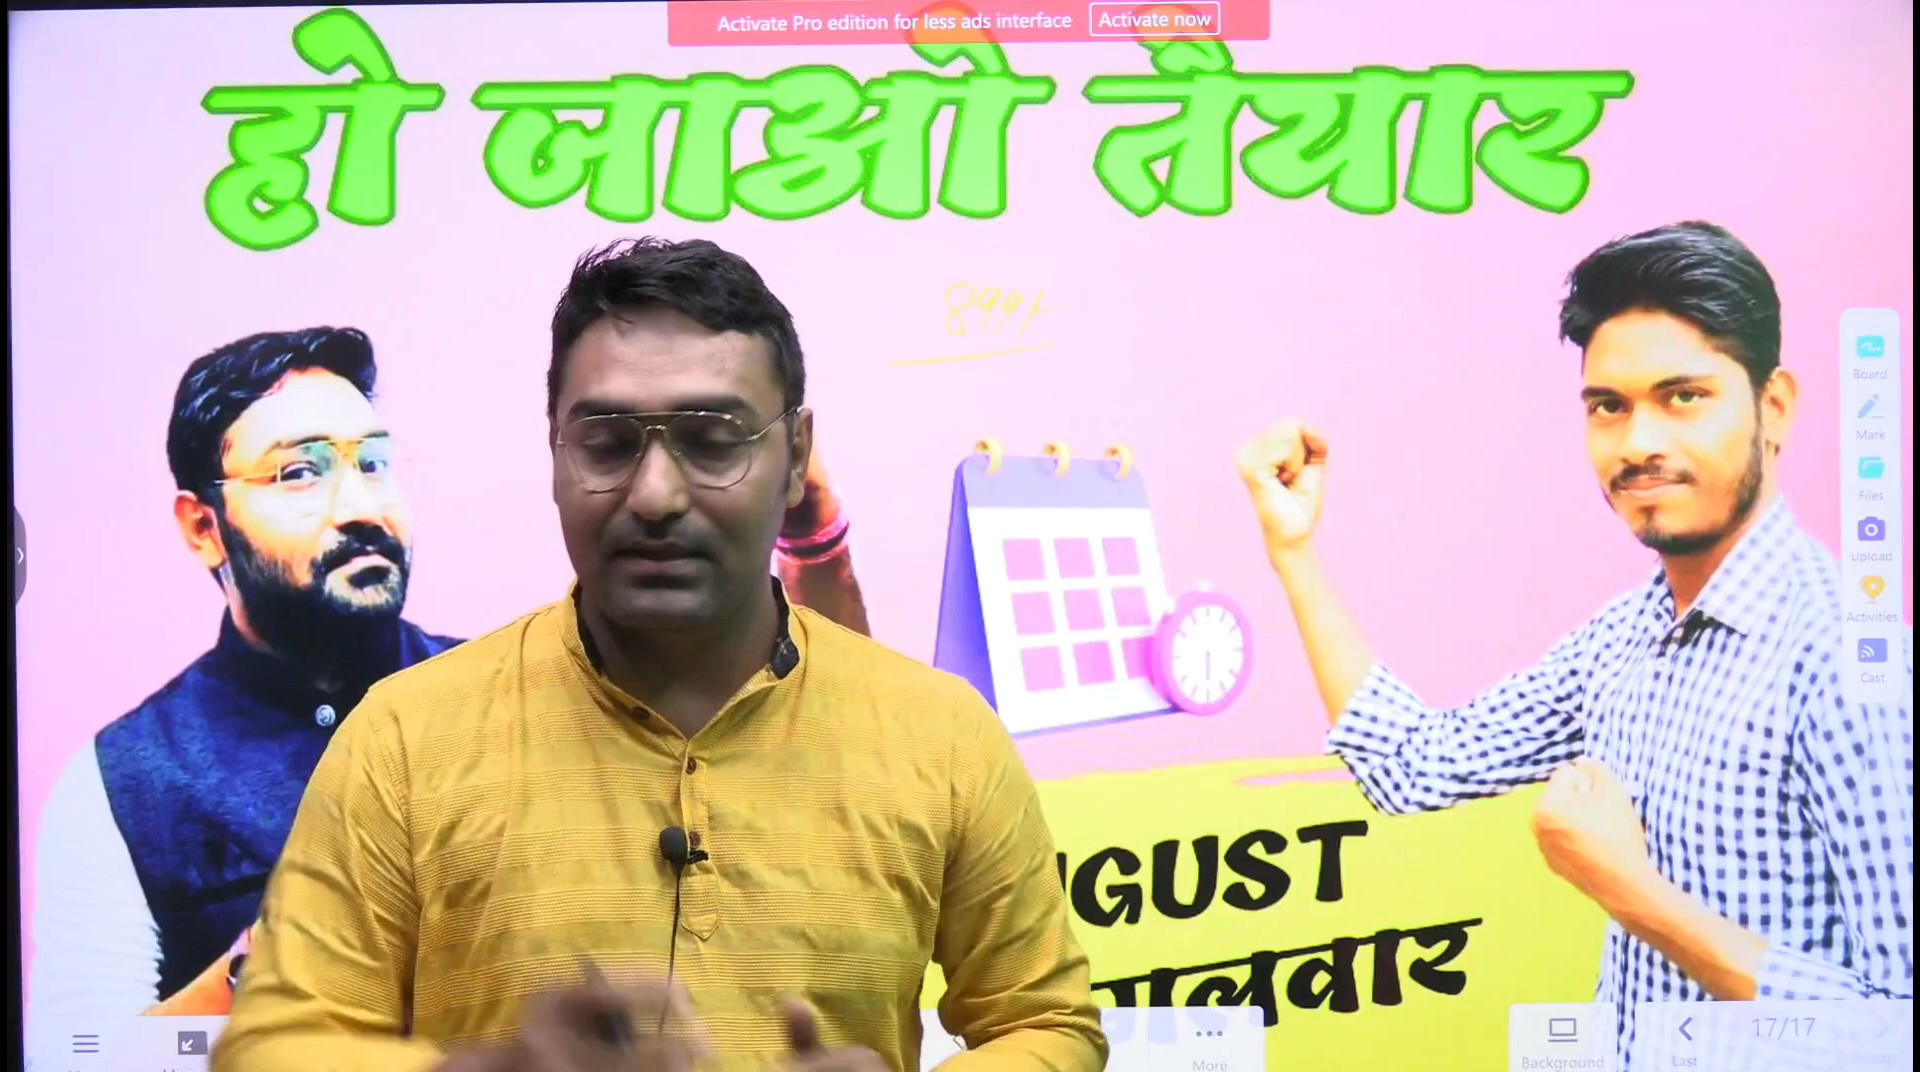 Activate Pro edition for less ads interface Activate now
हो जाओ तैयार
899/-
Board
Mark
Files
Upload
Activities
Cast
GUST
गलवार
More
Background
Last
17/17